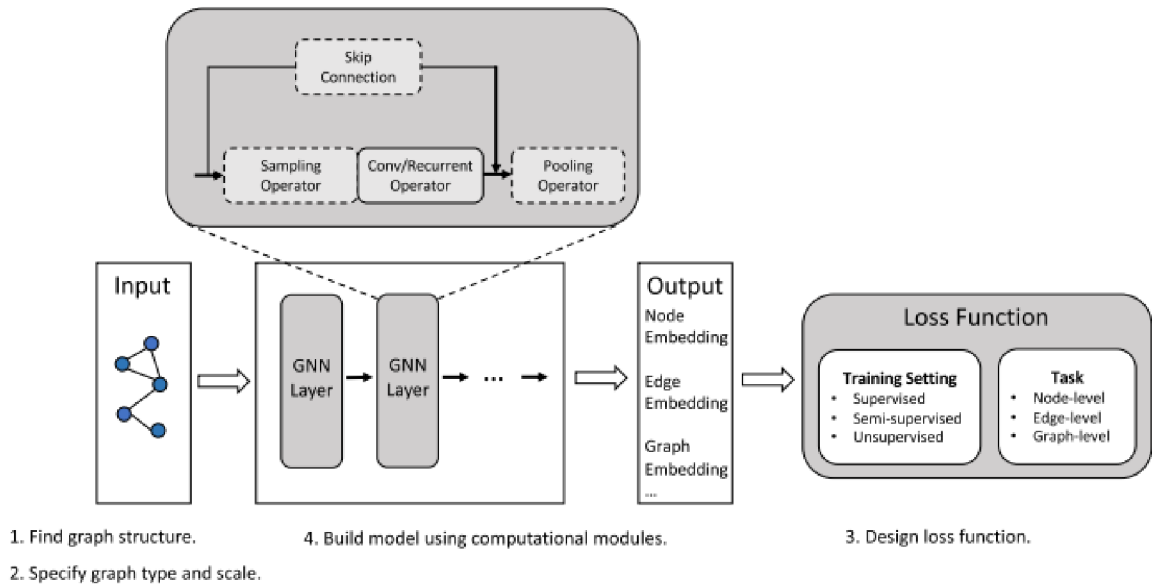 Skip
Connection
Sampling
Operator
Conv/Recurrent
Operator
Pooling
Operator
Input
GNN
Layer
GNN
Layer
...
Output
Node
Embedding
Edge
Embedding
Graph
Embedding
...
Loss Function
Training Setting
• Supervised
• Semi-supervised
• Unsupervised
Task
• Node-level
• Edge-level
• Graph-level
1. Find graph structure.
2. Specify graph type and scale.
4. Build model using computational modules.
3. Design loss function.